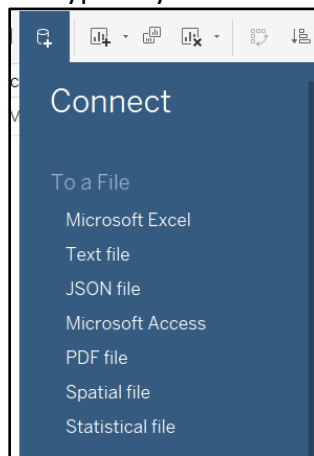 Connect
To a File
Microsoft Excel
Text file
JSON file
Microsoft Access
PDF file
Spatial file
Statistical file